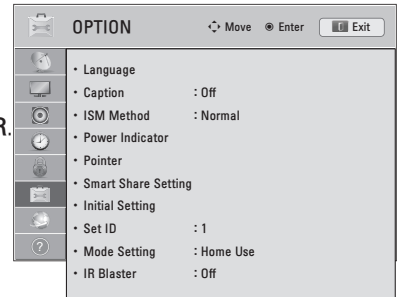 OPTION Move Enter Exit
• Language
• Caption : Off
• ISM Method : Normal
R.
• Power Indicator
• Pointer
• Smart Share Setting
• Initial Setting
• Set ID : 1
• Mode Setting : Home Use
• IR Blaster : Off
?